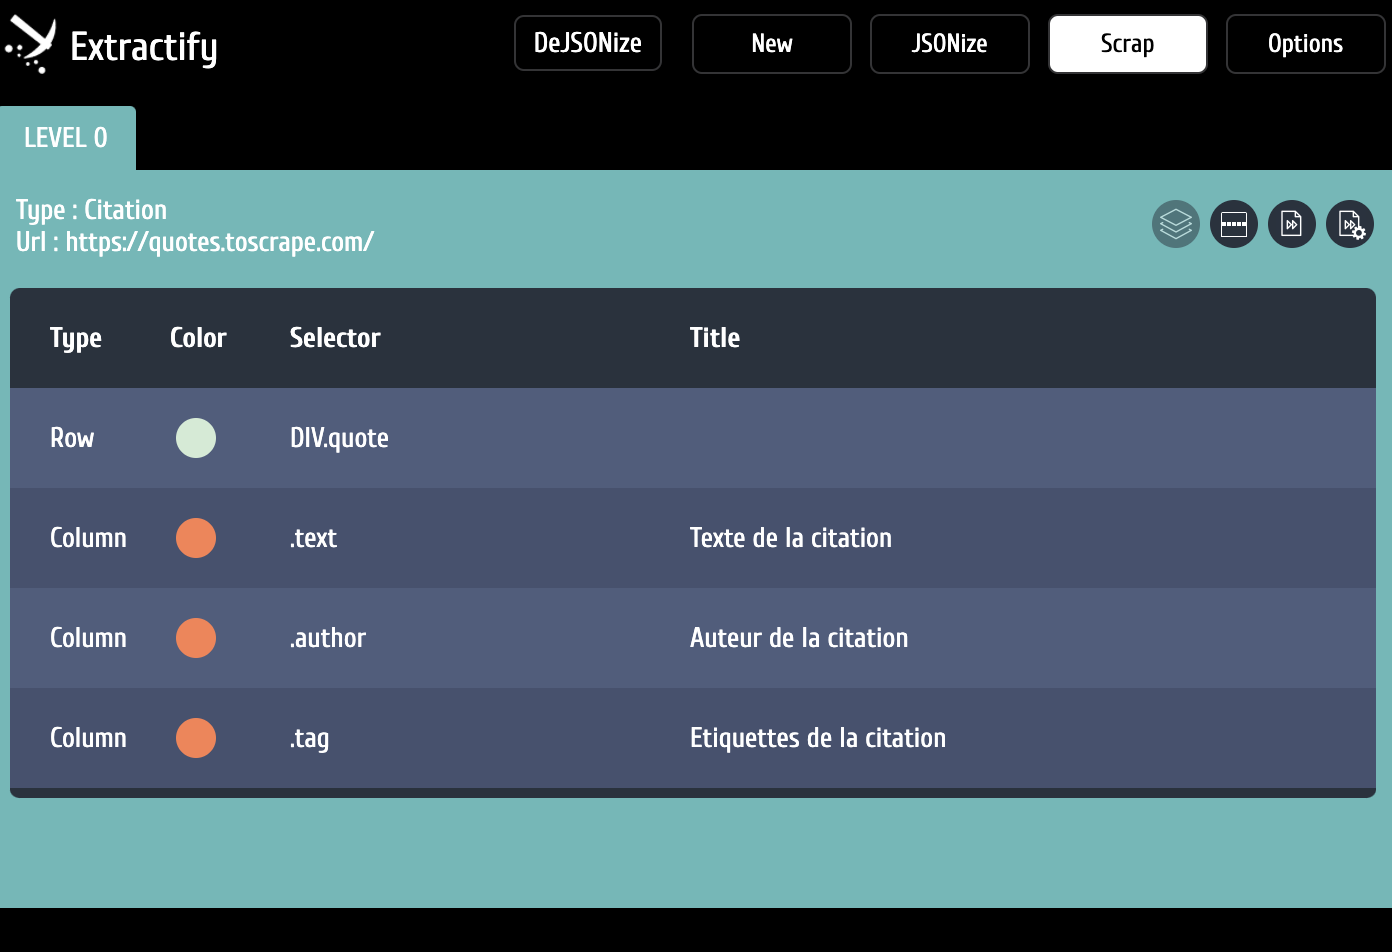 Extractify
DeJSONize
New
JSONize
Scrap
Options
LEVEL 0
Type : Citation
Url : https://quotes.toscrape.com/
Type Color Selector Title
Row DIV.quote
Column .text Texte de la citation
Column .author Auteur de la citation
Column .tag Etiquettes de la citation